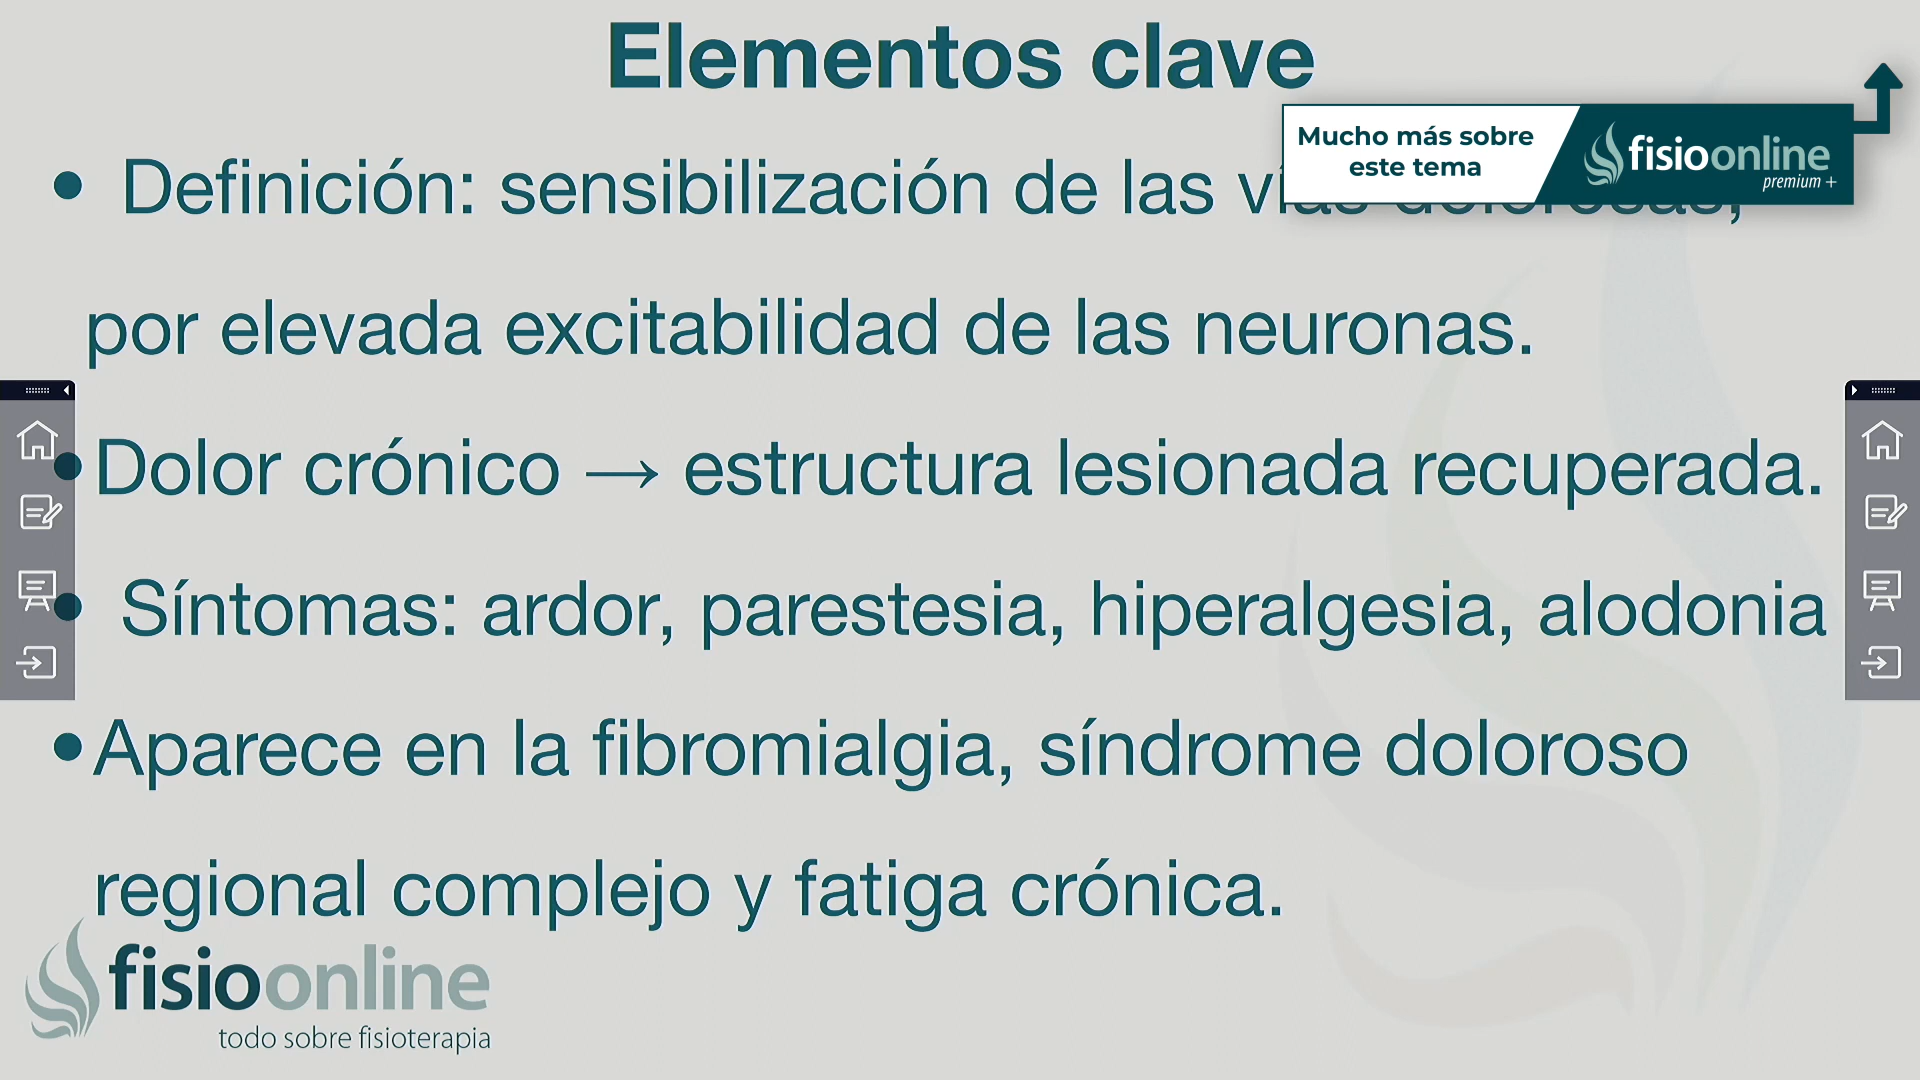 Elementos clave
Mucho más sobre
este tema
fisioonline
premium +
• Definición: sensibilización de las vías dolorosas,
por elevada excitabilidad de las neuronas.
• Dolor crónico → estructura lesionada recuperada.
• Síntomas: ardor, parestesia, hiperalgesia, alodonia
• Aparece en la fibromialgia, síndrome doloroso
regional complejo y fatiga crónica.
fisioonline
todo sobre fisioterapia